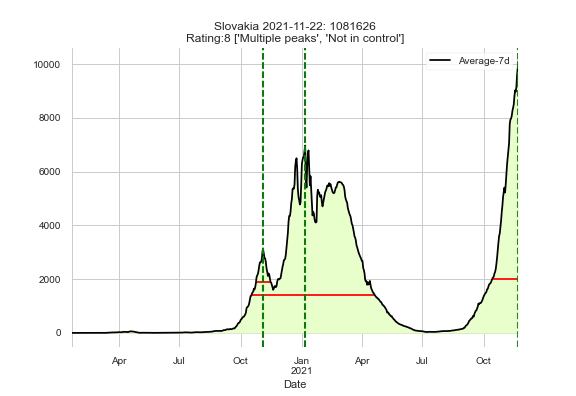 Slovakia 2021-11-22: 1081626
Rating:8 ['Multiple peaks', 'Not in control']
Average-7d
10000
8000
6000
4000
2000
0
Apr
Jul
Oct
Jan
2021
Apr
Jul
Oct
Date